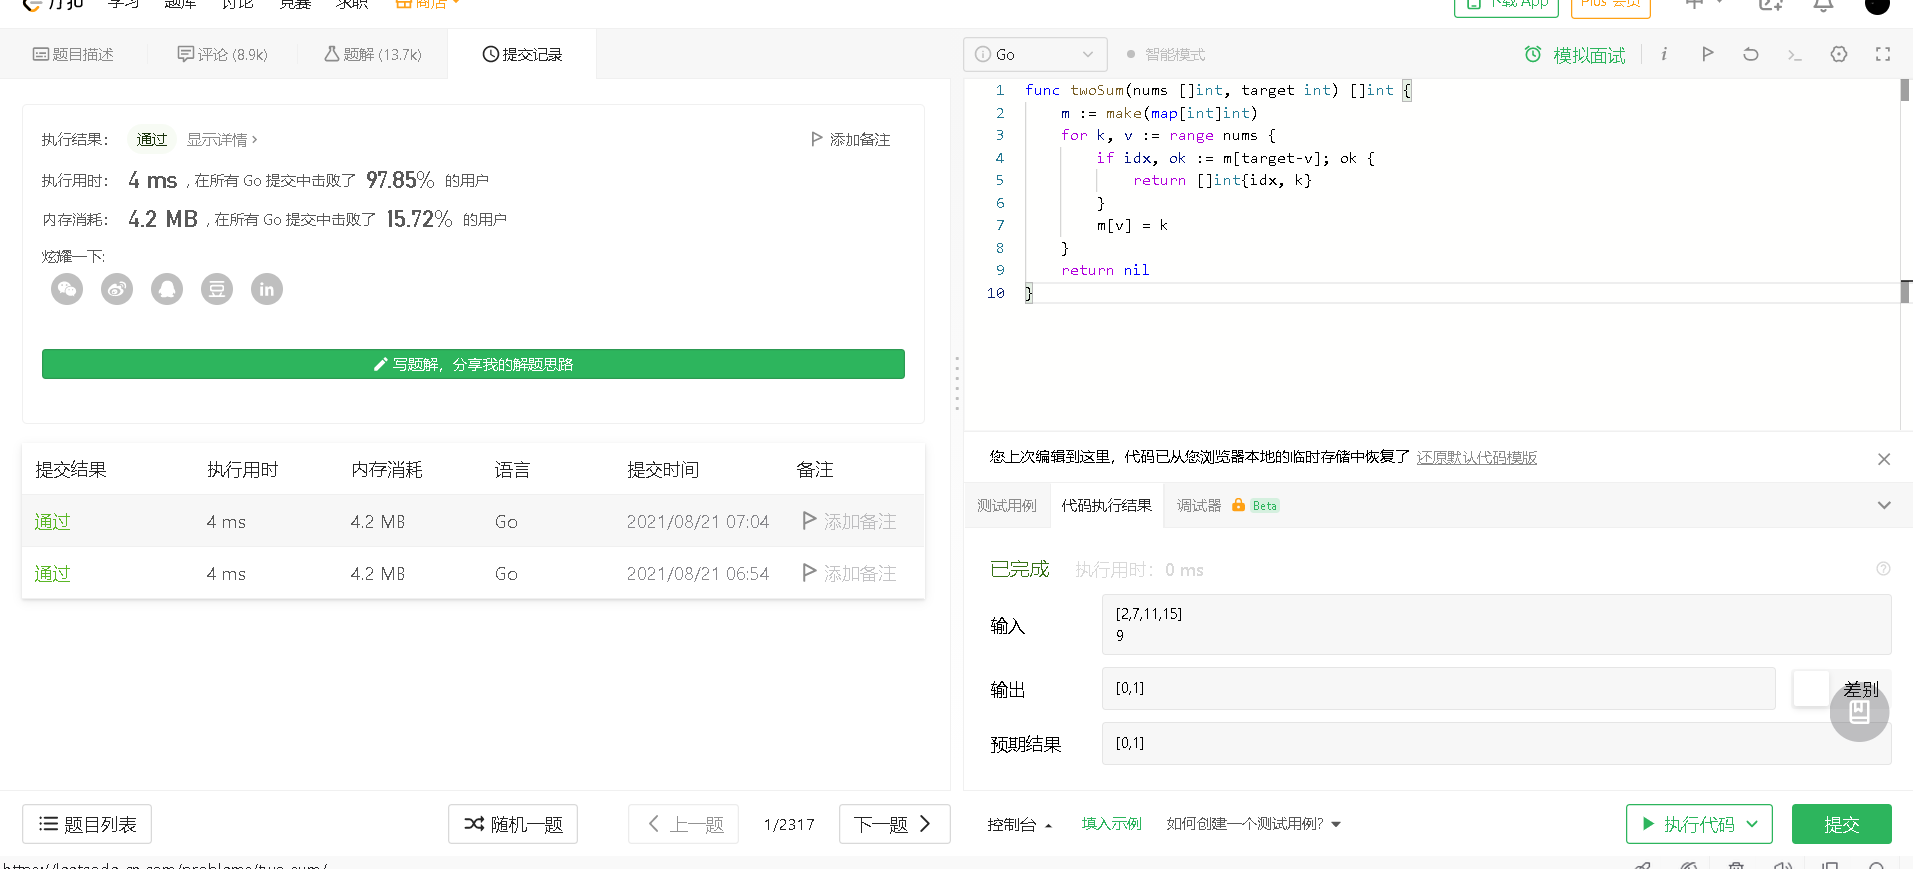 力扣 学习 题库 讨论 竞赛 求职 商店
下载 App Plus 会员 中
题目描述 评论 (8.9k) 题解 (13.7k) 提交记录
执行结果： 通过 显示详情 添加备注
执行用时： 4 ms , 在所有 Go 提交中击败了 97.85% 的用户
内存消耗： 4.2 MB , 在所有 Go 提交中击败了 15.72% 的用户
炫耀一下:
豆 in
写题解，分享我的解题思路
提交结果 执行用时 内存消耗 语言 提交时间 备注
通过 4 ms 4.2 MB Go 2021/08/21 07:04 添加备注
通过 4 ms 4.2 MB Go 2021/08/21 06:54 添加备注
题目列表 随机一题 上一题 1/2317 下一题
Go 智能模式 模拟面试
1 func twoSum(nums []int, target int) []int {
2 m := make(map[int]int)
3 for k, v := range nums {
4 if idx, ok := m[target-v]; ok {
5 return []int{idx, k}
6 }
7 m[v] = k
8 }
9 return nil
10 }
您上次编辑到这里，代码已从您浏览器本地的临时存储中恢复了 还原默认代码模版
测试用例 代码执行结果 调试器 Beta
已完成 执行用时：0 ms
输入
[2,7,11,15]
9
输出 [0,1] 差别
预期结果 [0,1]
控制台 填入示例 如何创建一个测试用例? 执行代码 提交
https://leetcode-cn.com/problems/two-sum/